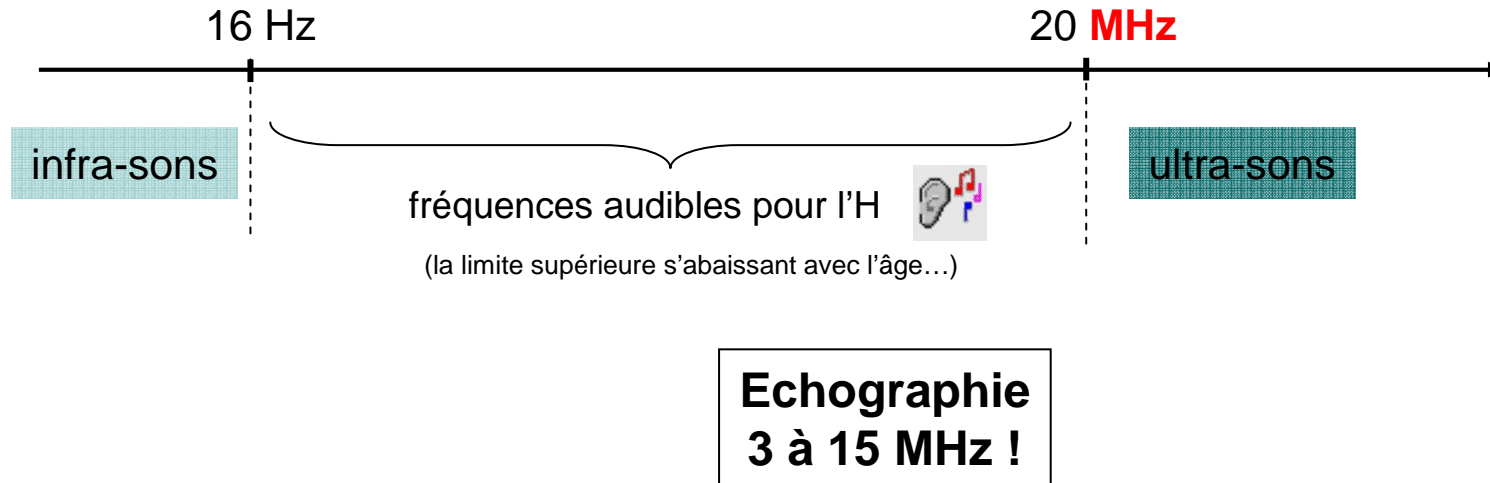 16 Hz
20 MHz
infra-sons
ultra-sons
fréquences audibles pour l’H
(la limite supérieure s’abaissant avec l’âge…)
Echographie
3 à 15 MHz !